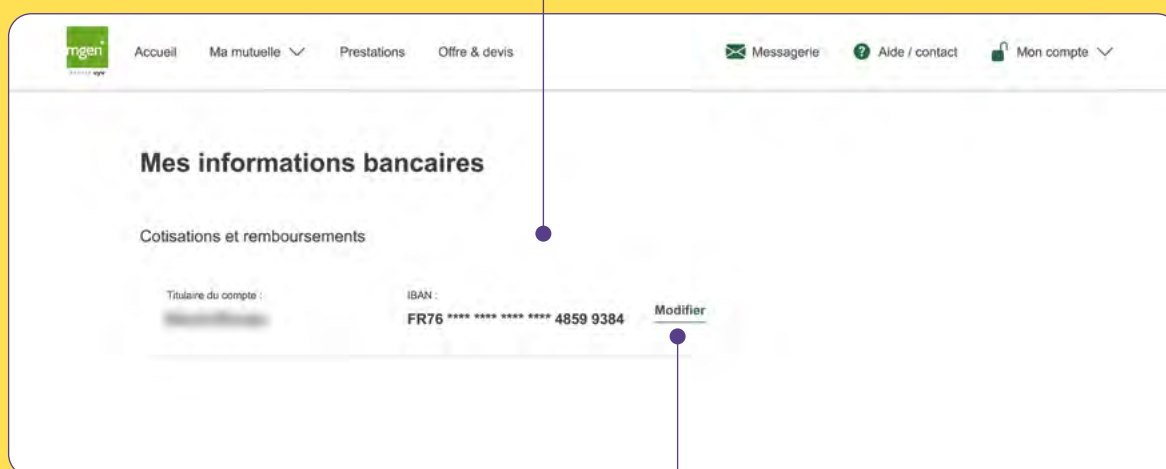 mgen
Accueil Ma mutuelle Prestations Offre & devis Messagerie ? Aide / contact Mon compte
Mes informations bancaires
Cotisations et remboursements
Titulaire du compte : IBAN :
FR76 **** **** **** **** 4859 9384 Modifier